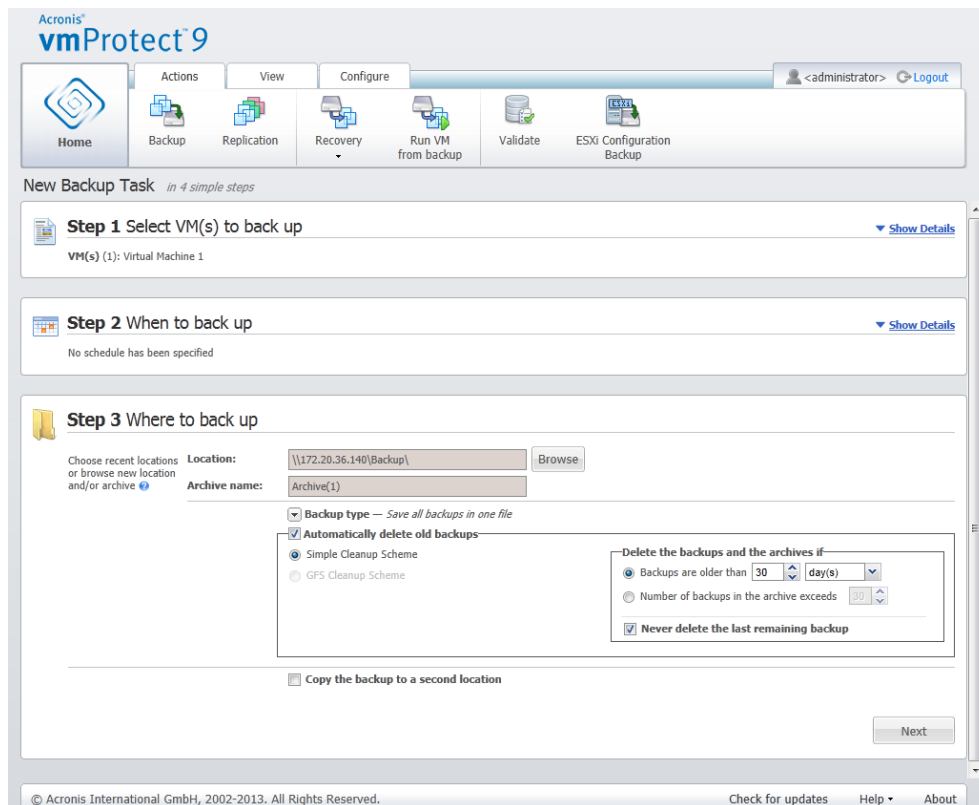 Acronis®
vmProtect™9
Actions View Configure
<administrator> Logout
Home
Backup Replication Recovery Run VM from backup Validate ESXi Configuration Backup
New Backup Task in 4 simple steps
Step 1 Select VM(s) to back up
Show Details
VM(s) (1): Virtual Machine 1
Step 2 When to back up
Show Details
No schedule has been specified
Step 3 Where to back up
Choose recent locations
or browse new location
and/or archive ?
Location: \\172.20.36.140\Backup\ Browse
Archive name: Archive(1)
Backup type — Save all backups in one file
Automatically delete old backups
Simple Cleanup Scheme
GFS Cleanup Scheme
Delete the backups and the archives if
Backups are older than 30 day(s)
Number of backups in the archive exceeds 30
Never delete the last remaining backup
Copy the backup to a second location
Next
© Acronis International GmbH, 2002-2013. All Rights Reserved. Check for updates Help About